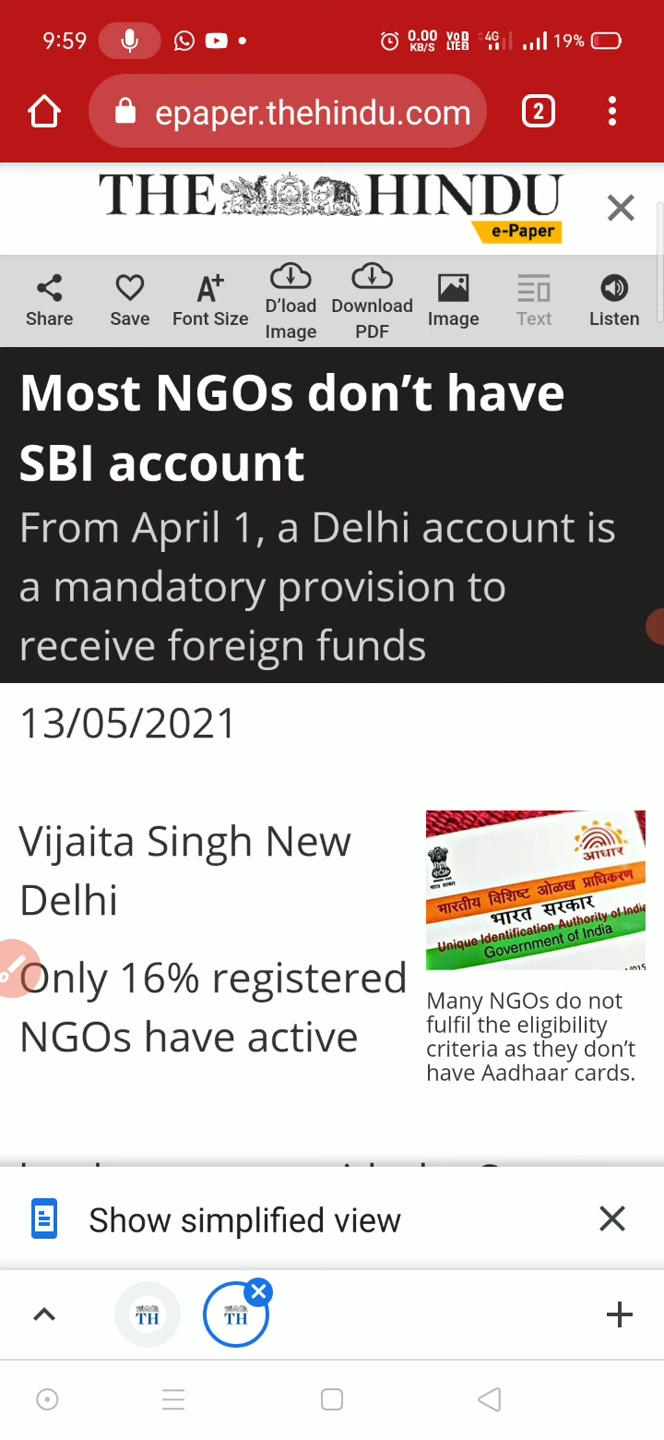 9:59
0.00 KB/S
VoD LTE2
4G
19%
epaper.thehindu.com
2
THE HINDU
e-Paper
Share
Save
A+
Font Size
D'load
Image
Download
PDF
Image
Text
Listen
Most NGOs don't have
SBI account
From April 1, a Delhi account is
a mandatory provision to
receive foreign funds
13/05/2021
Vijaita Singh New
Delhi
Only 16% registered
NGOs have active
आधार
भारतीय विशिष्ट ओळख प्राधिकरण
भारत सरकार
Unique Identification Authority of India
Government of India
Many NGOs do not
fulfil the eligibility
criteria as they don't
have Aadhaar cards.
Show simplified view
TH
TH